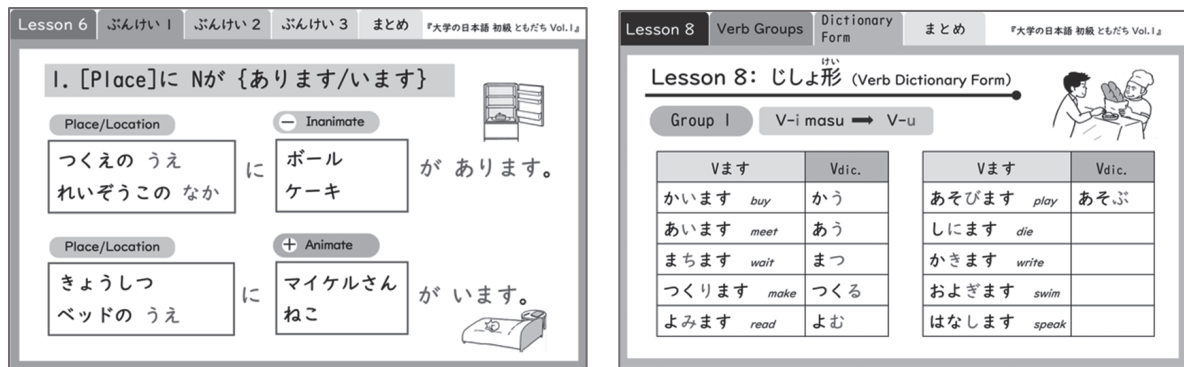 Lesson 6 ぶんけい 1 ぶんけい 2 ぶんけい 3 まとめ 『大学の日本語 初級 ともだち Vol.1』
1. [Place]に Nが {あります/います}
Place/Location − Inanimate
つくえの うえ に ボール が あります。
れいぞうこの なか ケーキ
Place/Location + Animate
きょうしつ に マイケルさん が います。
ベッドの うえ ねこ
Lesson 8 Verb Groups Dictionary Form まとめ 『大学の日本語 初級 ともだち Vol.1』
Lesson 8: じしょ形 (Verb Dictionary Form)
けい
Group 1 V-i masu ➡ V-u
Vます Vdic.
かいます buy かう
あいます meet あう
まちます wait まつ
つくります make つくる
よみます read よむ
Vます Vdic.
あそびます play あそぶ
しにます die
かきます write
およぎます swim
はなします speak